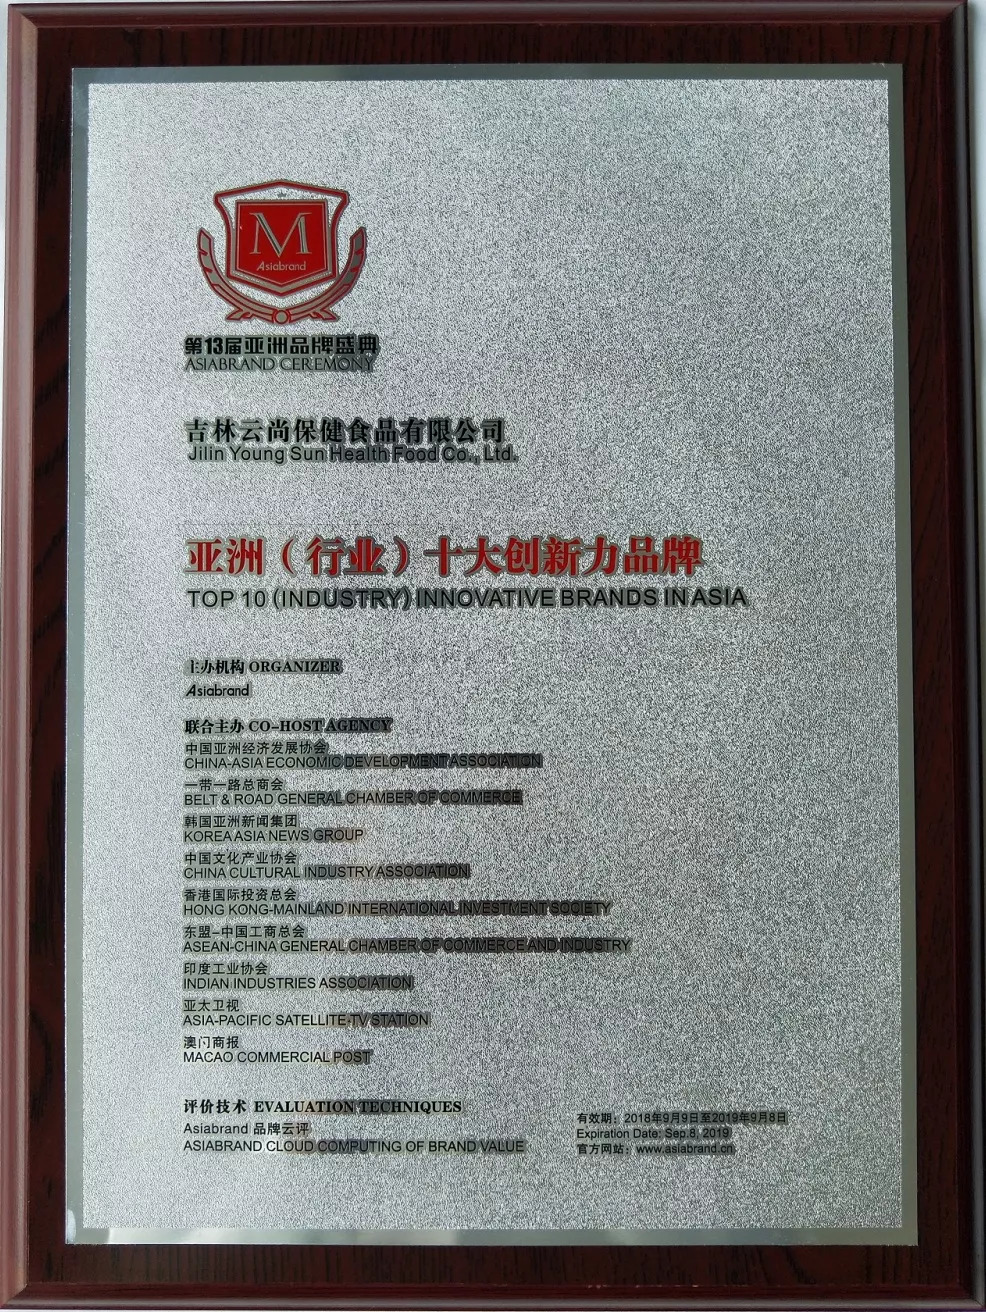 M
Asiabrand
第13届亚洲品牌盛典
ASIABRAND CEREMONY
吉林云尚保健食品有限公司
Jilin Young Sun Health Food Co., Ltd.
亚洲（行业）十大创新力品牌
TOP 10 (INDUSTRY) INNOVATIVE BRANDS IN ASIA
主办机构 ORGANIZER
Asiabrand
联合主办 CO-HOST AGENCY
中国亚洲经济发展协会
CHINA-ASIA ECONOMIC DEVELOPMENT ASSOCIATION
一带一路总商会
BELT & ROAD GENERAL CHAMBER OF COMMERCE
韩国亚洲新闻集团
KOREA ASIA NEWS GROUP
中国文化产业协会
CHINA CULTURAL INDUSTRY ASSOCIATION
香港国际投资总会
HONG KONG-MAINLAND INTERNATIONAL INVESTMENT SOCIETY
东盟-中国工商总会
ASEAN-CHINA GENERAL CHAMBER OF COMMERCE AND INDUSTRY
印度工业协会
INDIAN INDUSTRIES ASSOCIATION
亚太卫视
ASIA-PACIFIC SATELLITE-TV STATION
澳门商报
MACAO COMMERCIAL POST
评价技术 EVALUATION TECHNIQUES
Asiabrand 品牌云评
ASIABRAND CLOUD COMPUTING OF BRAND VALUE
有效期：2018年9月9日至2019年9月8日
Expiration Date: Sep.8, 2019
官方网站：www.asiabrand.cn